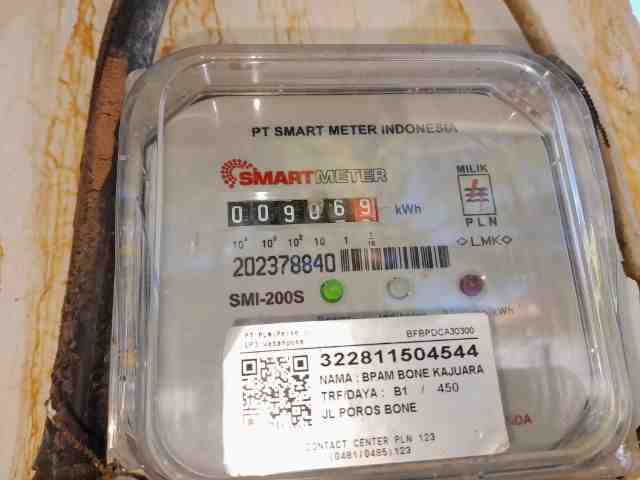 PT SMART METER INDONESIA
SMARTMETER
MILIK
PLN
009069 kWh
10⁴ 10³ 10² 10 1 1/10
LMK
202378840
SMI-200S
kWh
BFBPDCA30300
322811504544
NAMA : BPAM BONE KAJUARA
TRF/DAYA : B1 / 450
JL POROS BONE
CONTACT CENTER PLN 123
(0481/0485)123